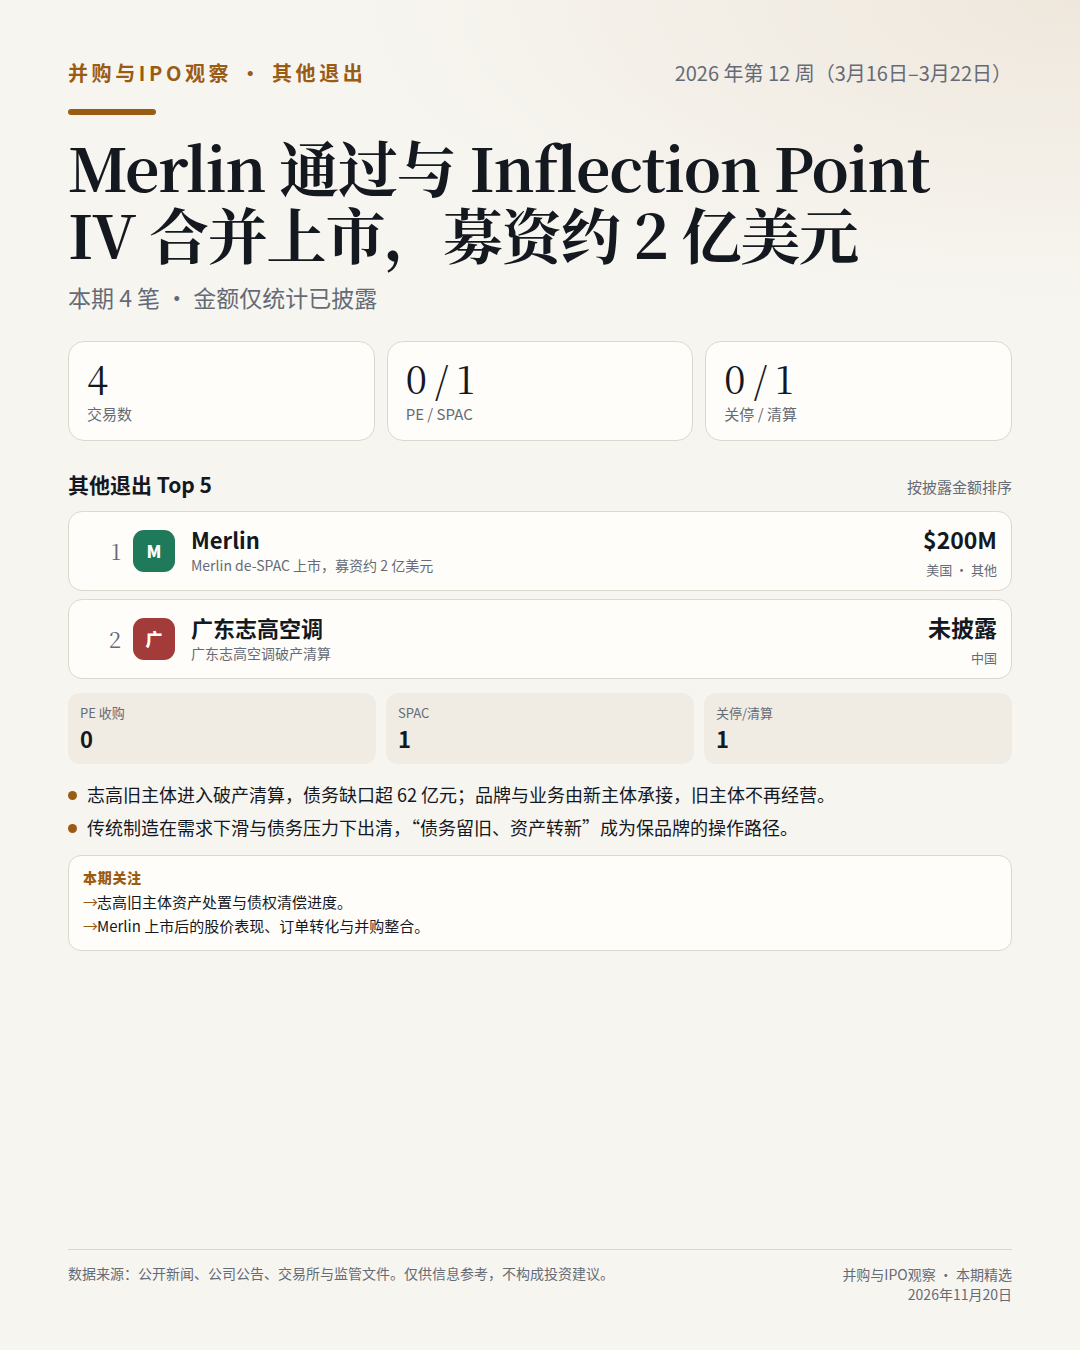 并购与IPO观察 · 其他退出
2026 年第 12 周（3月16日–3月22日）
Merlin 通过与 Inflection Point
IV 合并上市，募资约 2 亿美元
本期 4 笔 · 金额仅统计已披露
4
交易数
0 / 1
PE / SPAC
0 / 1
关停 / 清算
其他退出 Top 5
按披露金额排序
1
M
Merlin
Merlin de-SPAC 上市，募资约 2 亿美元
$200M
美国 · 其他
2
广
广东志高空调
广东志高空调破产清算
未披露
中国
PE 收购
0
SPAC
1
关停/清算
1
志高旧主体进入破产清算，债务缺口超 62 亿元；品牌与业务由新主体承接，旧主体不再经营。
传统制造在需求下滑与债务压力下出清，“债务留旧、资产转新”成为保品牌的操作路径。
本期关注
→志高旧主体资产处置与债权清偿进度。
→Merlin 上市后的股价表现、订单转化与并购整合。
数据来源：公开新闻、公司公告、交易所与监管文件。仅供信息参考，不构成投资建议。
并购与IPO观察 · 本期精选
2026年11月20日